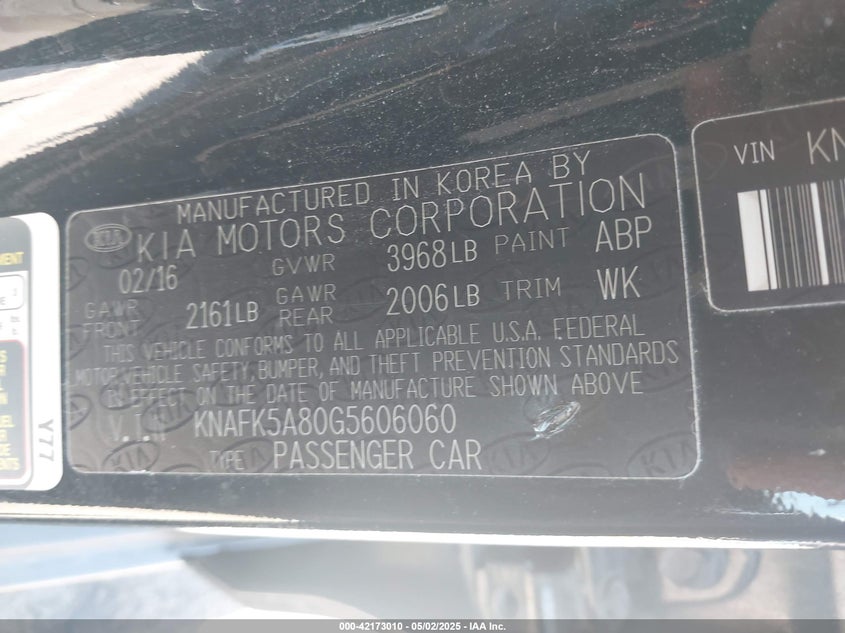 MANUFACTURED IN KOREA BY
KIA KIA MOTORS CORPORATION
02/16 GVWR 3968LB PAINT ABP
GAWR FRONT 2161LB GAWR REAR 2006LB TRIM WK
THIS VEHICLE CONFORMS TO ALL APPLICABLE U.S.A. FEDERAL
MOTOR VEHICLE SAFETY, BUMPER, AND THEFT PREVENTION STANDARDS
IN EFFECT ON THE DATE OF MANUFACTURE SHOWN ABOVE
V.I.N KNAFK5A80G5606060
TYPE PASSENGER CAR
VIN KN
Y77
000-42173010 - 05/02/2025 - IAA Inc.